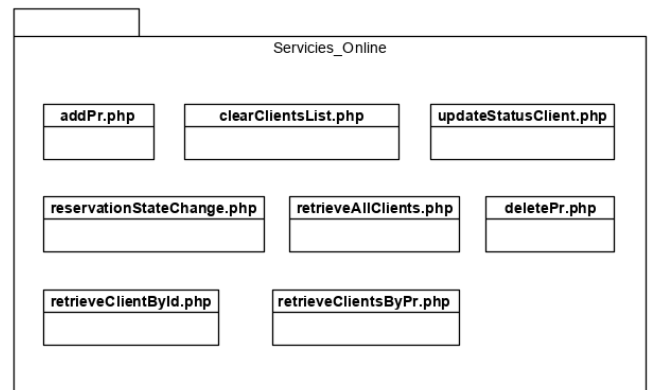 Servicies_Online
addPr.php
clearClientsList.php
updateStatusClient.php
reservationStateChange.php
retrieveAllClients.php
deletePr.php
retrieveClientById.php
retrieveClientsByPr.php